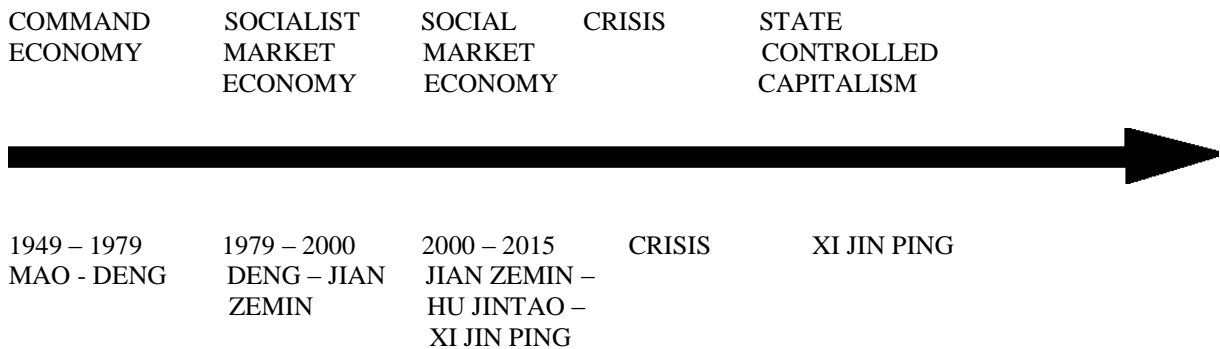 COMMAND SOCIALIST SOCIAL CRISIS STATE
ECONOMY MARKET MARKET CONTROLLED
ECONOMY ECONOMY CAPITALISM
1949 – 1979 1979 – 2000 2000 – 2015 CRISIS XI JIN PING
MAO - DENG DENG – JIAN JIAN ZEMIN –
ZEMIN HU JINTAO –
XI JIN PING